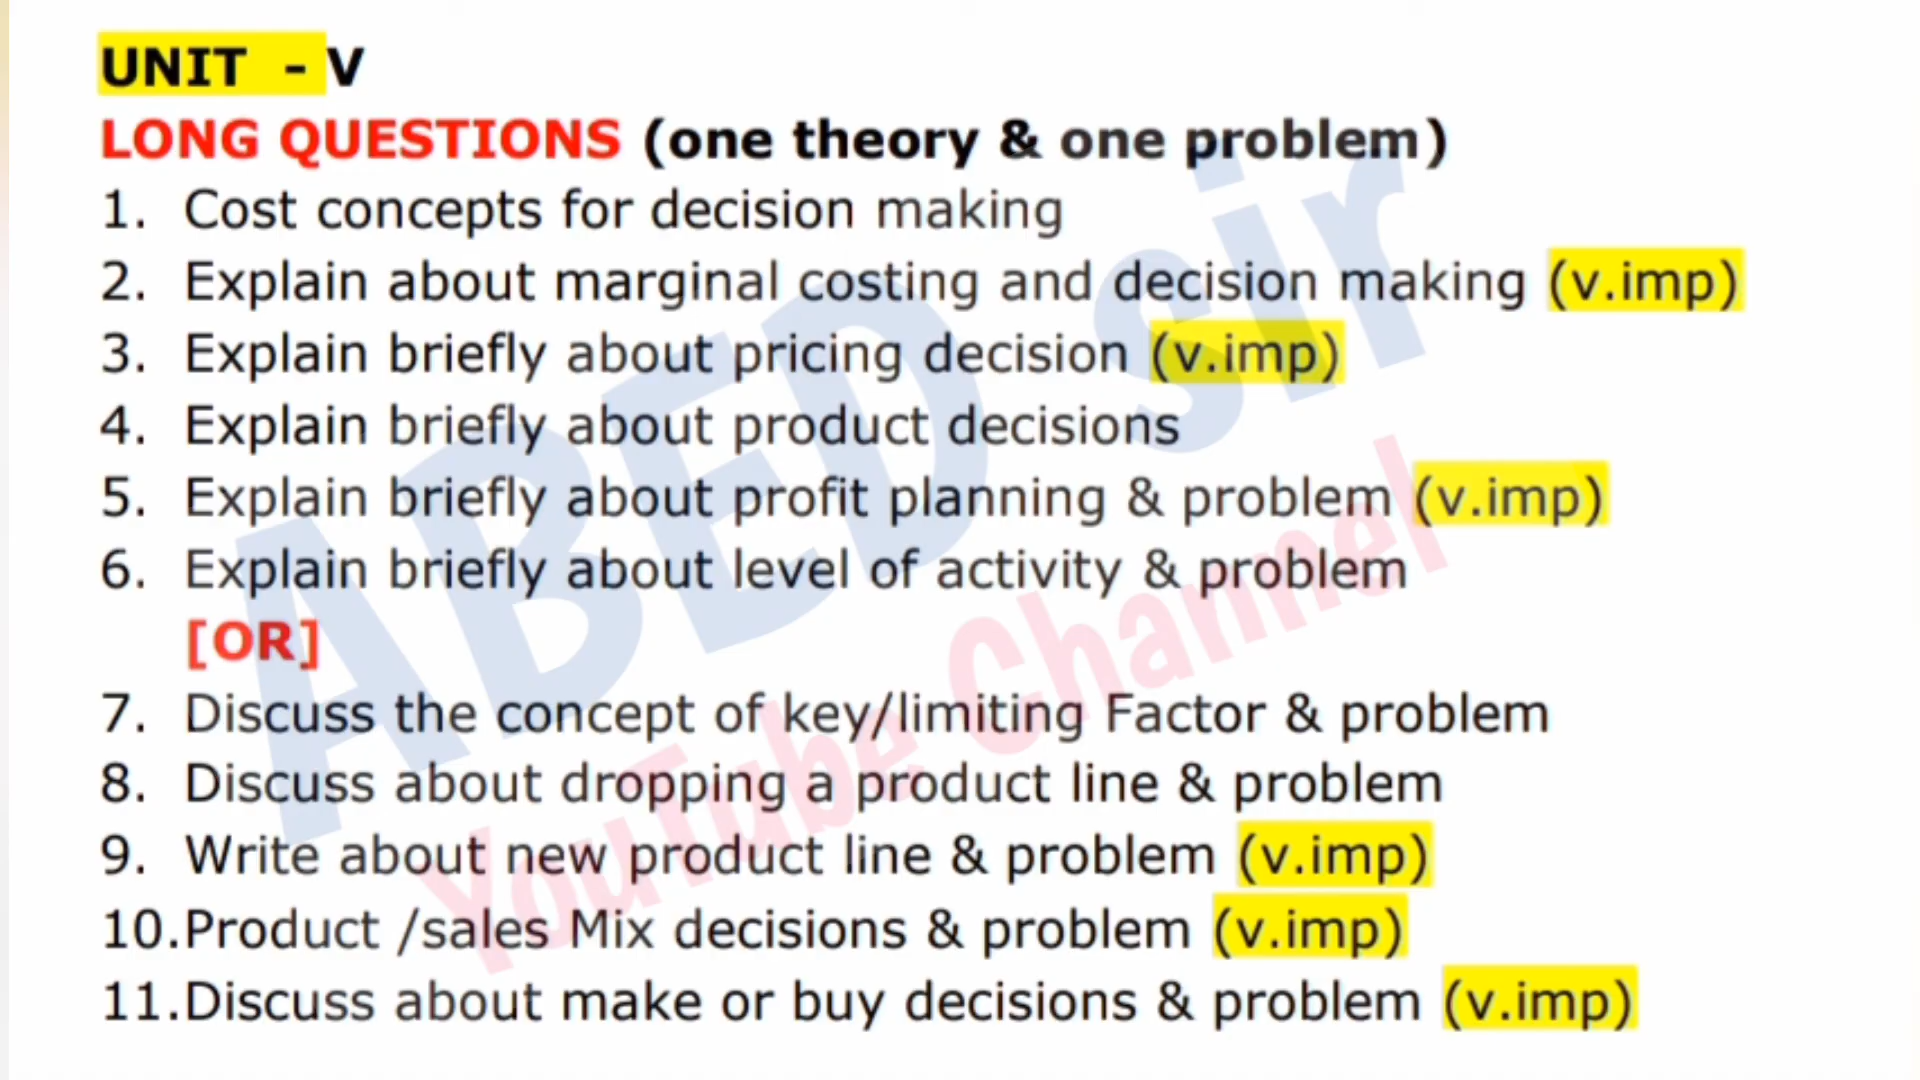 UNIT - V
LONG QUESTIONS (one theory & one problem)
1. Cost concepts for decision making
2. Explain about marginal costing and decision making (v.imp)
3. Explain briefly about pricing decision (v.imp)
4. Explain briefly about product decisions
5. Explain briefly about profit planning & problem (v.imp)
6. Explain briefly about level of activity & problem
[OR]
7. Discuss the concept of key/limiting Factor & problem
8. Discuss about dropping a product line & problem
9. Write about new product line & problem (v.imp)
10.Product /sales Mix decisions & problem (v.imp)
11.Discuss about make or buy decisions & problem (v.imp)
ABED sir
YouTube Channel